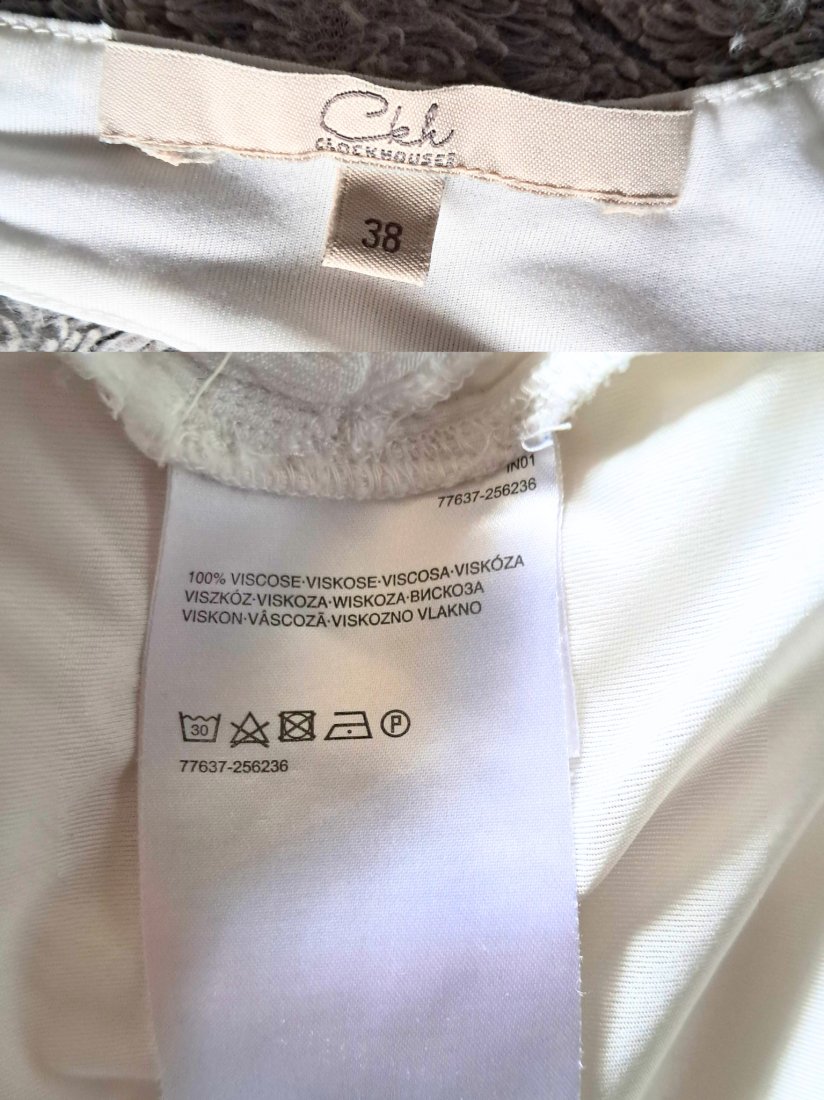 Ckh
CLOCKHOUSE
38
IN01
77637-256236
100% VISCOSE·VISKOSE·VISCOSA·VISKÓZA
VISZKÓZ·VISKOZA·WISKOZA·ВИСКОЗА
VISKON·VÂSCOZĂ·VISKOZNO VLAKNO
30
P
77637-256236